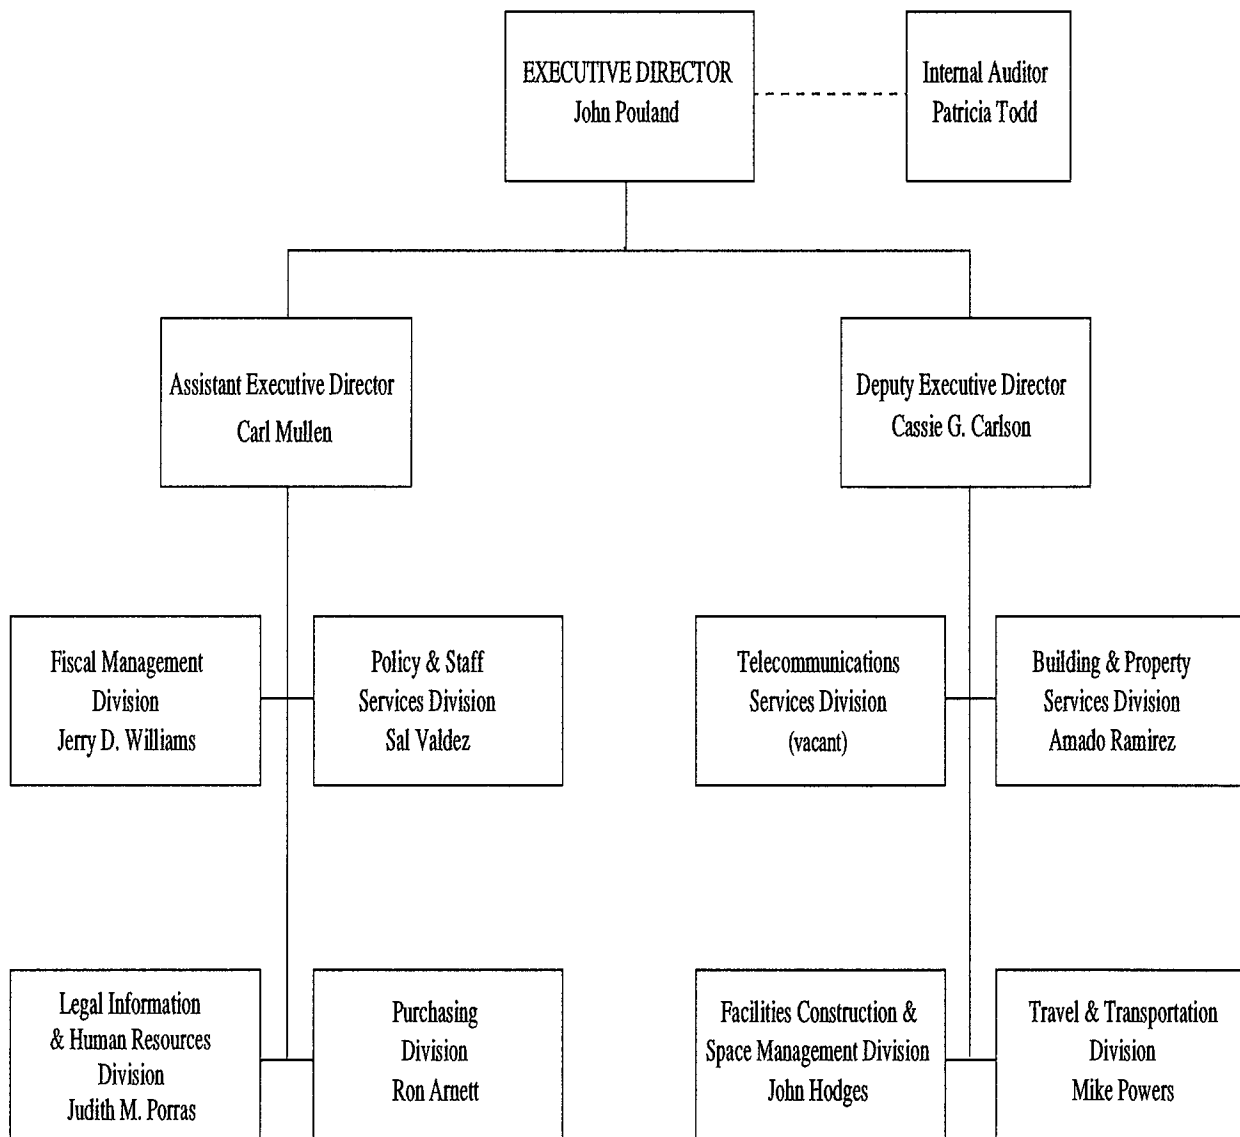 EXECUTIVE DIRECTOR
John Pouland
Internal Auditor
Patricia Todd
Assistant Executive Director
Carl Mullen
Deputy Executive Director
Cassie G. Carlson
Fiscal Management
Division
Jerry D. Williams
Policy & Staff
Services Division
Sal Valdez
Telecommunications
Services Division
(vacant)
Building & Property
Services Division
Amado Ramirez
Legal Information
& Human Resources
Division
Judith M. Porras
Purchasing
Division
Ron Arnett
Facilities Construction &
Space Management Division
John Hodges
Travel & Transportation
Division
Mike Powers